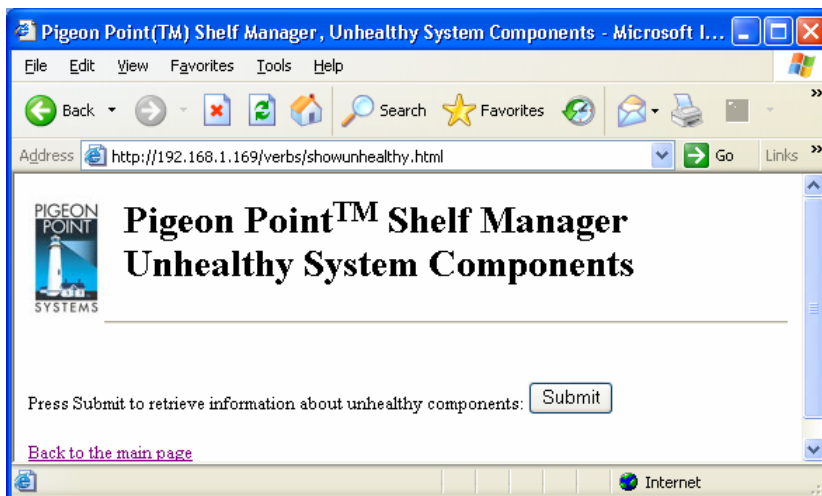 Pigeon Point(TM) Shelf Manager, Unhealthy System Components - Microsoft I...
File Edit View Favorites Tools Help
Back Search Favorites »
Address http://192.168.1.169/verbs/showunhealthy.html Go Links »
PIGEON
POINT
SYSTEMS
Pigeon Point™ Shelf Manager
Unhealthy System Components
Press Submit to retrieve information about unhealthy components: Submit
Back to the main page
Internet